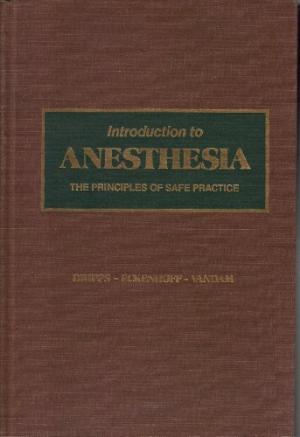 Introduction to
ANESTHESIA
THE PRINCIPLES OF SAFE PRACTICE
DRIPPS – ECKENHOFF – VANDAM